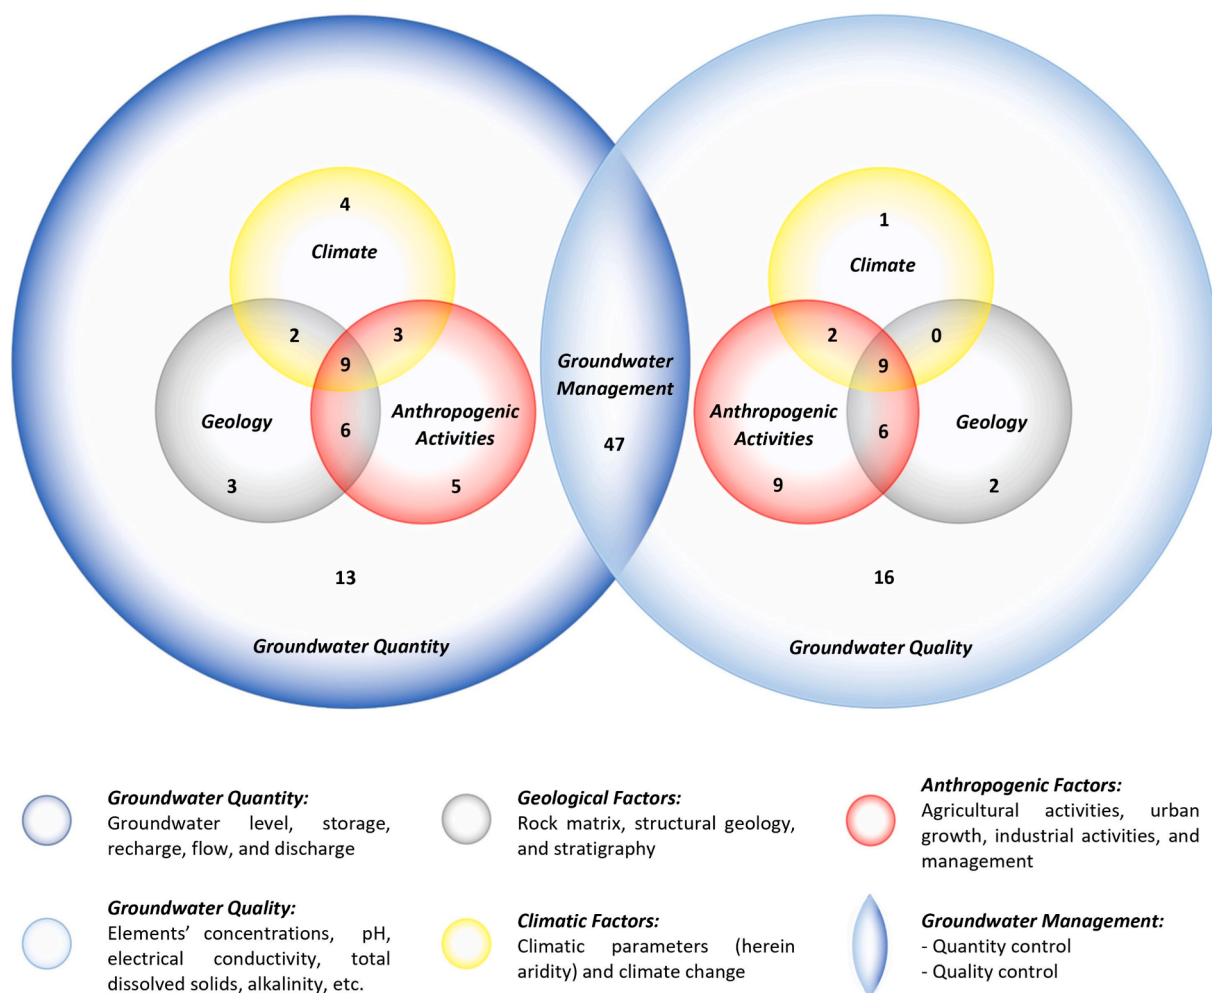 4
Climate
2
3
9
Geology
Anthropogenic
Activities
6
3
5
13
Groundwater Quantity
Groundwater
Management
47
1
Climate
2
0
9
Anthropogenic
Activities
Geology
6
9
2
16
Groundwater Quality
Groundwater Quantity:
Groundwater level, storage,
recharge, flow, and discharge
Geological Factors:
Rock matrix, structural geology,
and stratigraphy
Anthropogenic Factors:
Agricultural activities, urban
growth, industrial activities, and
management
Groundwater Quality:
Elements’ concentrations, pH,
electrical conductivity, total
dissolved solids, alkalinity, etc.
Climatic Factors:
Climatic parameters (herein
aridity) and climate change
Groundwater Management:
- Quantity control
- Quality control